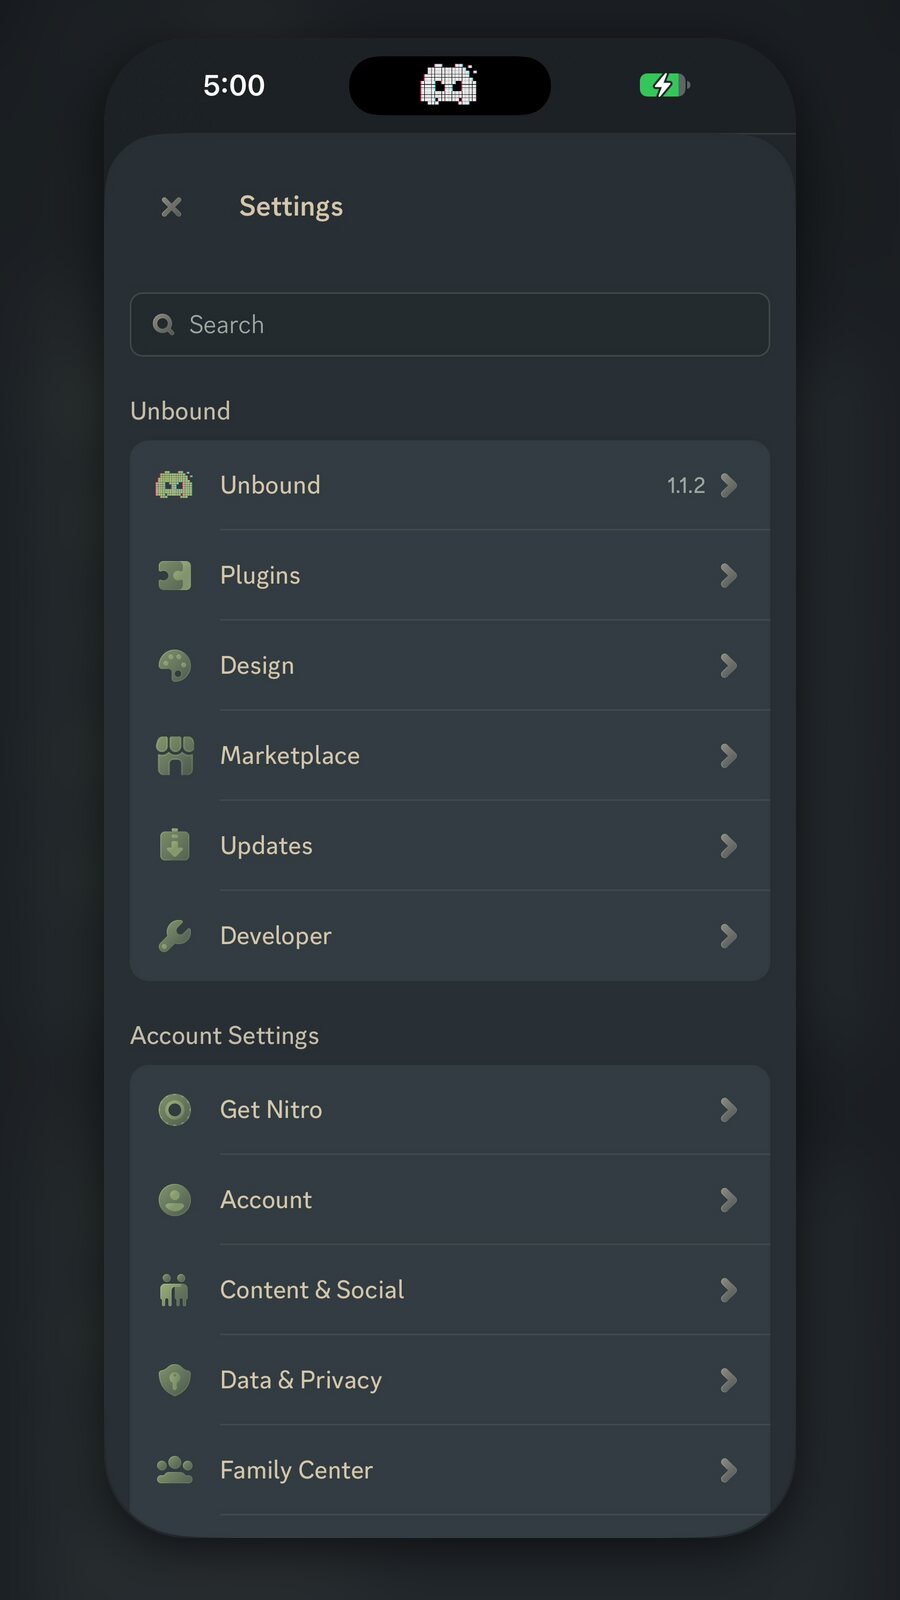 5:00
Settings
Search
Unbound
Unbound 1.1.2
Plugins
Design
Marketplace
Updates
Developer
Account Settings
Get Nitro
Account
Content & Social
Data & Privacy
Family Center